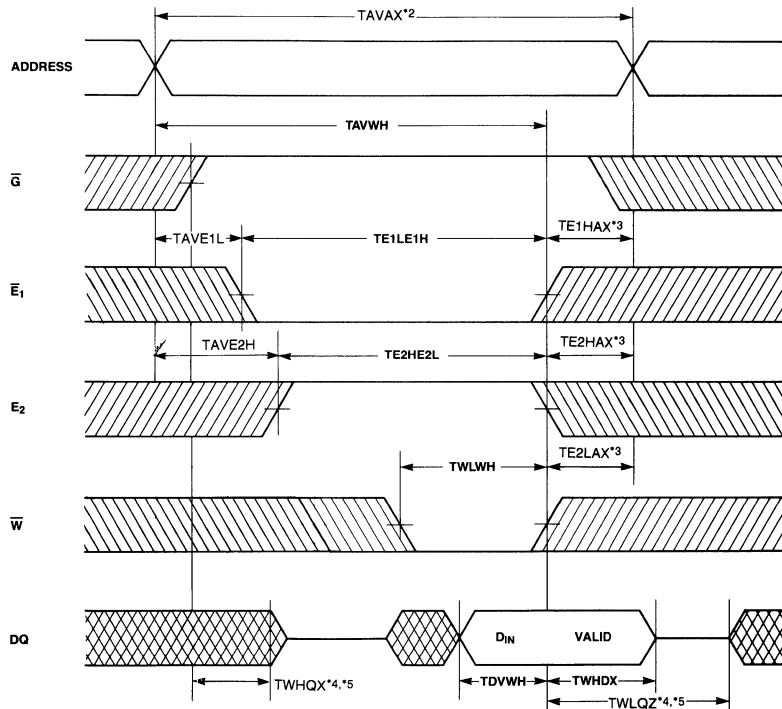 TAVAX*2
ADDRESS
TAVWH
G̅
TAVE1L TE1LE1H TE1HAX*3
E̅₁
TAVE2H TE2HE2L TE2HAX*3
E₂
TWLWH TE2LAX*3
W̅
DQ DIN VALID
TWHQX*4,*5 TDVWH TWHDX
TWLQZ*4,*5